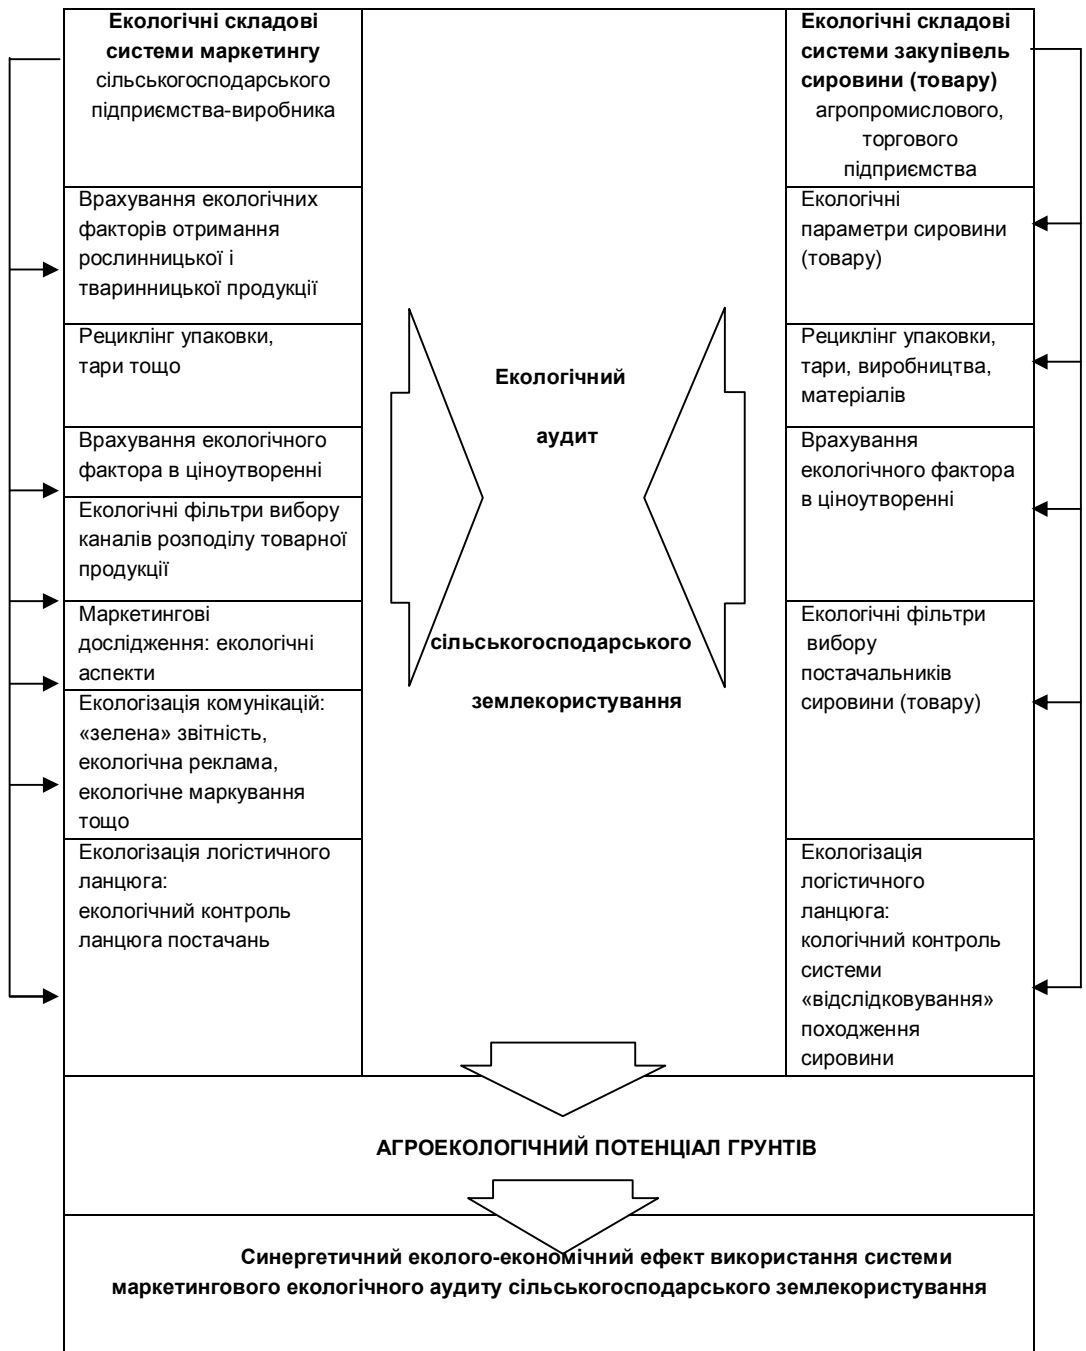 Екологічні складові
системи маркетингу
сільськогосподарського
підприємства-виробника
Врахування екологічних
факторів отримання
рослинницької і
тваринницької продукції
Рециклінг упаковки,
тари тощо
Врахування екологічного
фактора в ціноутворенні
Екологічні фільтри вибору
каналів розподілу товарної
продукції
Маркетингові
дослідження: екологічні
аспекти
Екологізація комунікацій:
«зелена» звітність,
екологічна реклама,
екологічне маркування
тощо
Екологізація логістичного
ланцюга:
екологічний контроль
ланцюга постачань
Екологічний
аудит
сільськогосподарського
землекористування
Екологічні складові
системи закупівель
сировини (товару)
агропромислового,
торгового
підприємства
Екологічні
параметри сировини
(товару)
Рециклінг упаковки,
тари, виробництва,
матеріалів
Врахування
екологічного фактора
в ціноутворенні
Екологічні фільтри
вибору
постачальників
сировини (товару)
Екологізація
логістичного
ланцюга:
кологічний контроль
системи
«відслідковування»
походження
сировини
АГРОЕКОЛОГІЧНИЙ ПОТЕНЦІАЛ ГРУНТІВ
Синергетичний еколого-економічний ефект використання системи
маркетингового екологічного аудиту сільськогосподарського землекористування